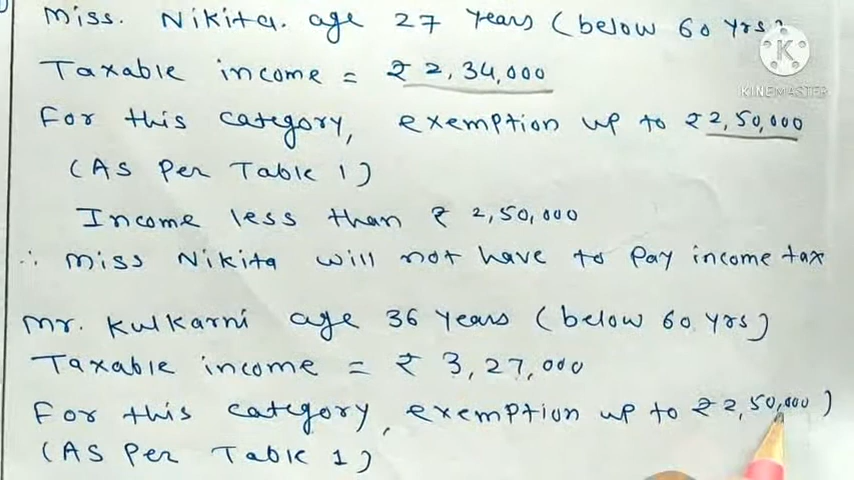 Miss. Nikita. age 27 years (below 60 yrs)
KINEMASTER
Taxable income = ₹ 2,34,000
For this category, exemption up to ₹ 2,50,000
(As Per Table 1)
Income less than ₹ 2,50,000
∴ Miss Nikita will not have to Pay income tax
Mr. Kulkarni age 36 years (below 60 yrs)
Taxable income = ₹ 3,27,000
For this category, exemption up to ₹ 2,50,000)
(As Per Table 1)